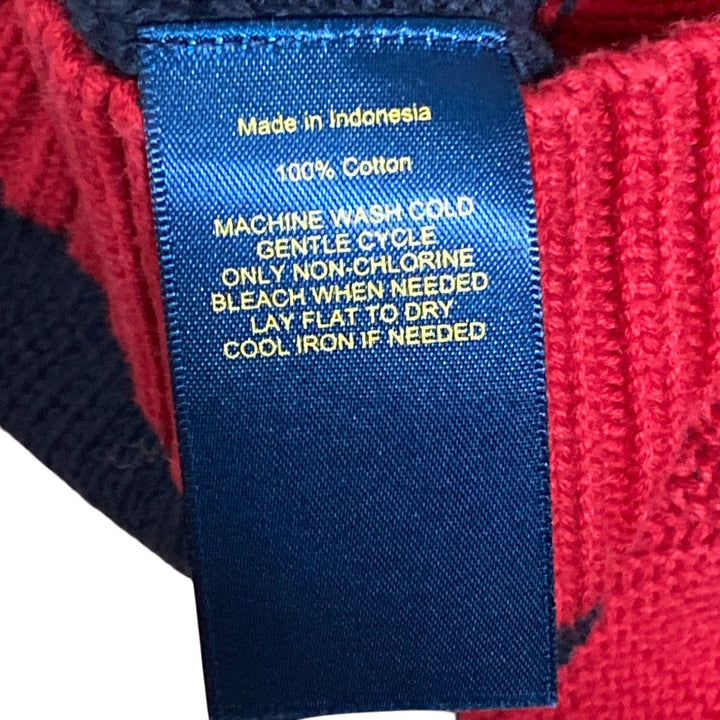 Made in Indonesia
100% Cotton
MACHINE WASH COLD
GENTLE CYCLE
ONLY NON-CHLORINE
BLEACH WHEN NEEDED
LAY FLAT TO DRY
COOL IRON IF NEEDED